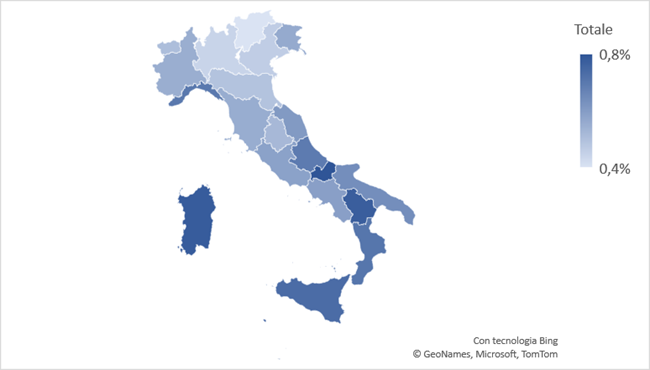 Totale
0,8%
0,4%
Con tecnologia Bing
© GeoNames, Microsoft, TomTom